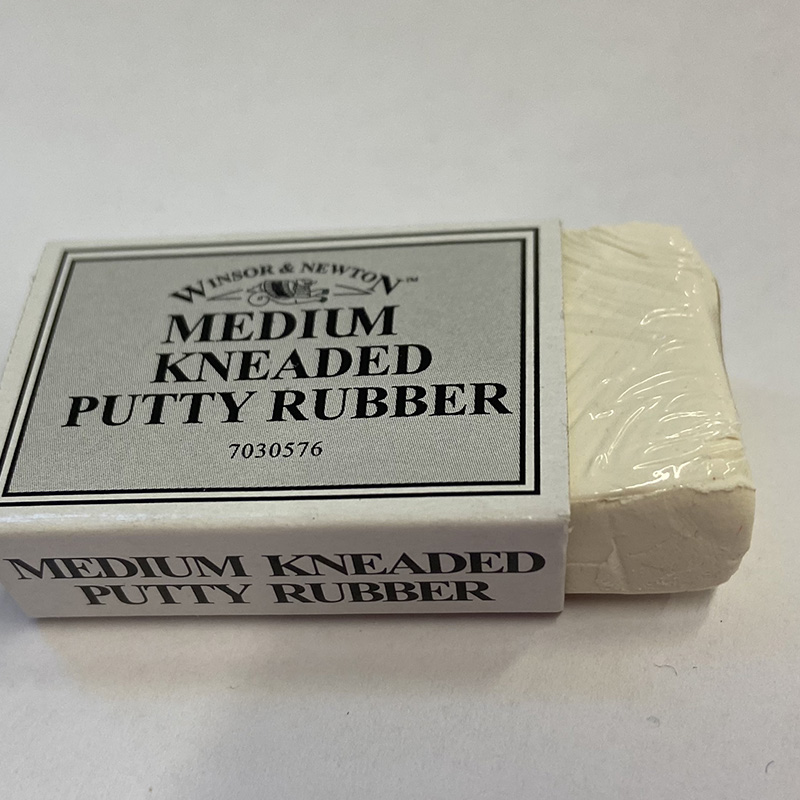 WINSOR & NEWTON™
MEDIUM
KNEADED
PUTTY RUBBER
7030576
MEDIUM KNEADED
PUTTY RUBBER